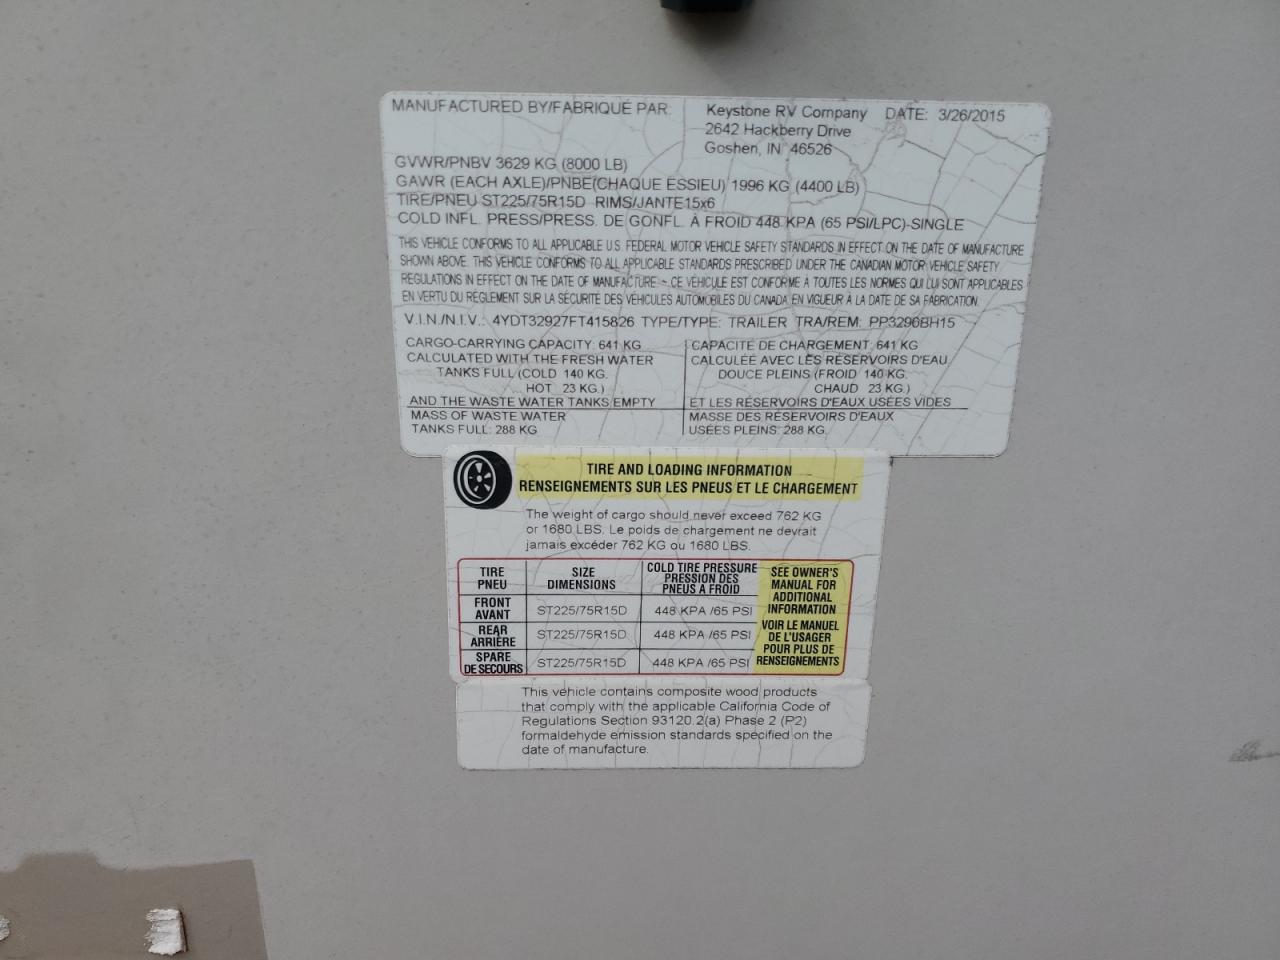 MANUFACTURED BY/FABRIQUÉ PAR: Keystone RV Company DATE: 3/26/2015
2642 Hackberry Drive
Goshen, IN 46526
GVWR/PNBV 3629 KG (8000 LB)
GAWR (EACH AXLE)/PNBE(CHAQUE ESSIEU) 1996 KG (4400 LB)
TIRE/PNEU ST225/75R15D RIMS/JANTE15x6
COLD INFL. PRESS/PRESS. DE GONFL. À FROID 448 KPA (65 PSI/LPC)-SINGLE
THIS VEHICLE CONFORMS TO ALL APPLICABLE U.S. FEDERAL MOTOR VEHICLE SAFETY STANDARDS IN EFFECT ON THE DATE OF MANUFACTURE
SHOWN ABOVE. THIS VEHICLE CONFORMS TO ALL APPLICABLE STANDARDS PRESCRIBED UNDER THE CANADIAN MOTOR VEHICLE SAFETY
REGULATIONS IN EFFECT ON THE DATE OF MANUFACTURE - CE VÉHICULE EST CONFORME À TOUTES LES NORMES QUI LUI SONT APPLICABLES
EN VERTU DU RÈGLEMENT SUR LA SÉCURITÉ DES VÉHICULES AUTOMOBILES DU CANADA EN VIGUEUR À LA DATE DE SA FABRICATION.
V.I.N./N.I.V.: 4YDT32927FT415826 TYPE/TYPE: TRAILER TRA/REM: PP3296BH15
CARGO-CARRYING CAPACITY: 641 KG
CALCULATED WITH THE FRESH WATER
TANKS FULL (COLD 140 KG.
HOT 23 KG.)
AND THE WASTE WATER TANKS EMPTY
MASS OF WASTE WATER
TANKS FULL: 288 KG
CAPACITE DE CHARGEMENT: 641 KG
CALCULÉE AVEC LES RÉSERVOIRS D'EAU
DOUCE PLEINS (FROID 140 KG.
CHAUD 23 KG.)
ET LES RÉSERVOIRS D'EAUX USÉES VIDES
MASSE DES RÉSERVOIRS D'EAUX
USÉES PLEINS: 288 KG.
TIRE AND LOADING INFORMATION
RENSEIGNEMENTS SUR LES PNEUS ET LE CHARGEMENT
The weight of cargo should never exceed 762 KG
or 1680 LBS. Le poids de chargement ne devrait
jamais excéder 762 KG ou 1680 LBS.
TIRE
PNEU
SIZE
DIMENSIONS
COLD TIRE PRESSURE
PRESSION DES
PNEUS A FROID
FRONT
AVANT
ST225/75R15D 448 KPA /65 PSI
REAR
ARRIÈRE
ST225/75R15D 448 KPA /65 PSI
SPARE
DE SECOURS
ST225/75R15D 448 KPA /65 PSI
SEE OWNER'S
MANUAL FOR
ADDITIONAL
INFORMATION
VOIR LE MANUEL
DE L'USAGER
POUR PLUS DE
RENSEIGNEMENTS
This vehicle contains composite wood products
that comply with the applicable California Code of
Regulations Section 93120.2(a) Phase 2 (P2)
formaldehyde emission standards specified on the
date of manufacture.